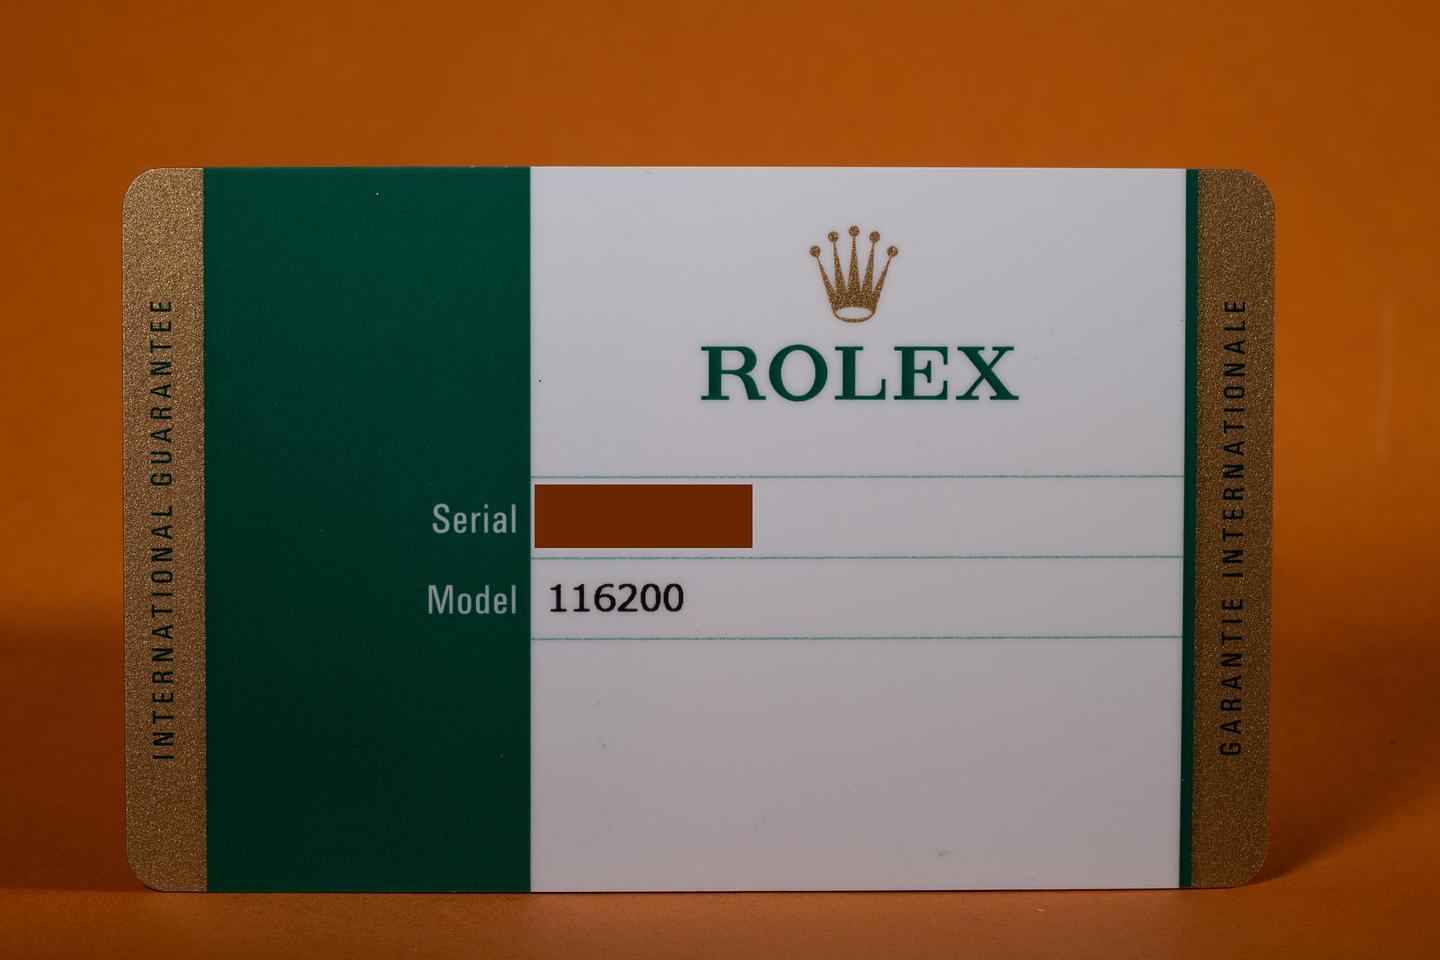 INTERNATIONAL GUARANTEE
ROLEX
Serial
Model 116200
GARANTIE INTERNATIONALE